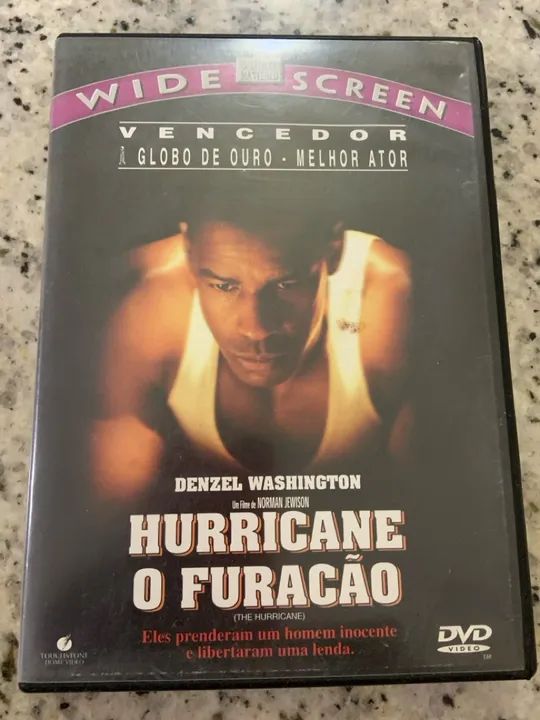 WIDE SCREEN
VENCEDOR
GLOBO DE OURO - MELHOR ATOR
DENZEL WASHINGTON
Um Filme de NORMAN JEWISON
HURRICANE
O FURACÃO
(THE HURRICANE)
Eles prenderam um homem inocente
e libertaram uma lenda.
TOUCHSTONE
HOME VIDEO
DVD
VIDEO
TM